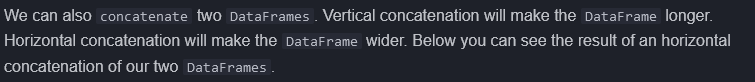 We can also concatenate two DataFrames. Vertical concatenation will make the DataFrame longer.
Horizontal concatenation will make the DataFrame wider. Below you can see the result of an horizontal
concatenation of our two DataFrames.